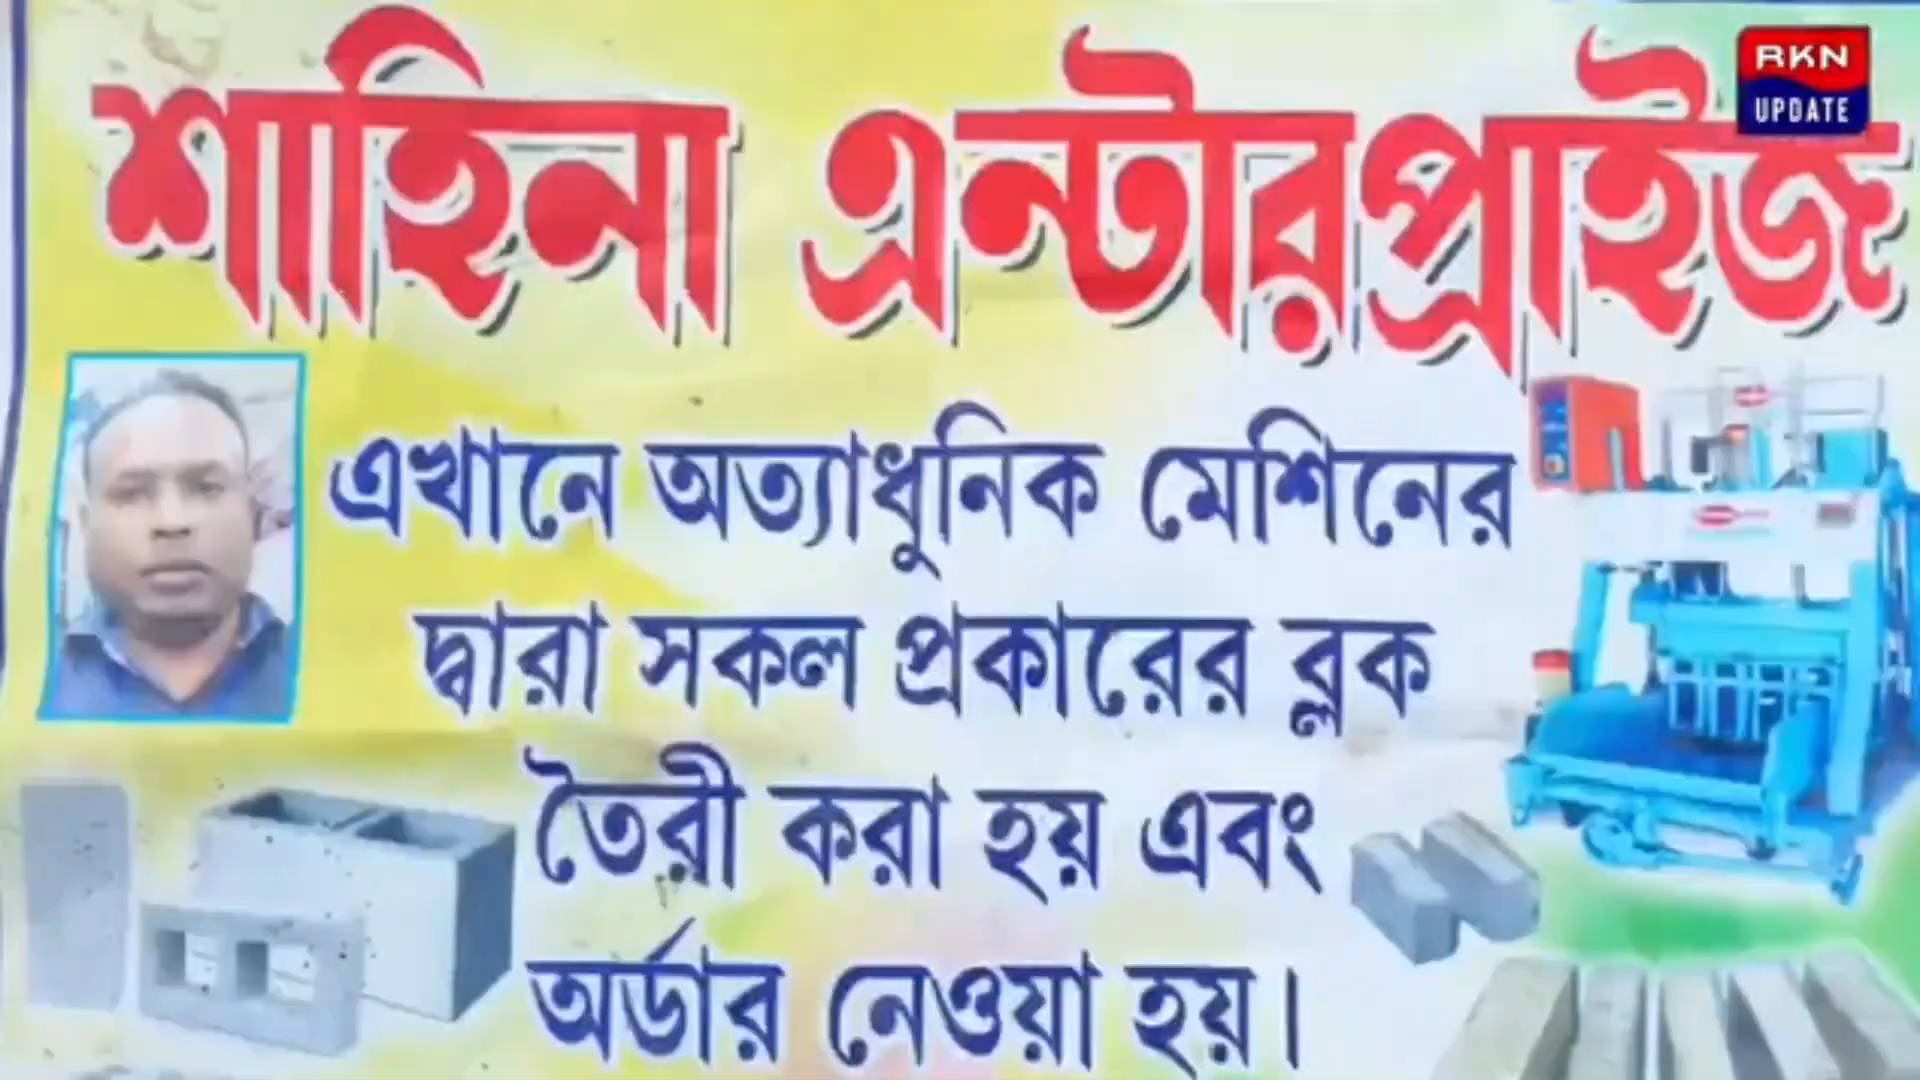 RKN
UPDATE
শাহিনা এন্টারপ্রাইজ
এখানে অত্যাধুনিক মেশিনের
দ্বারা সকল প্রকারের ব্লক
তৈরী করা হয় এবং
অর্ডার নেওয়া হয়।